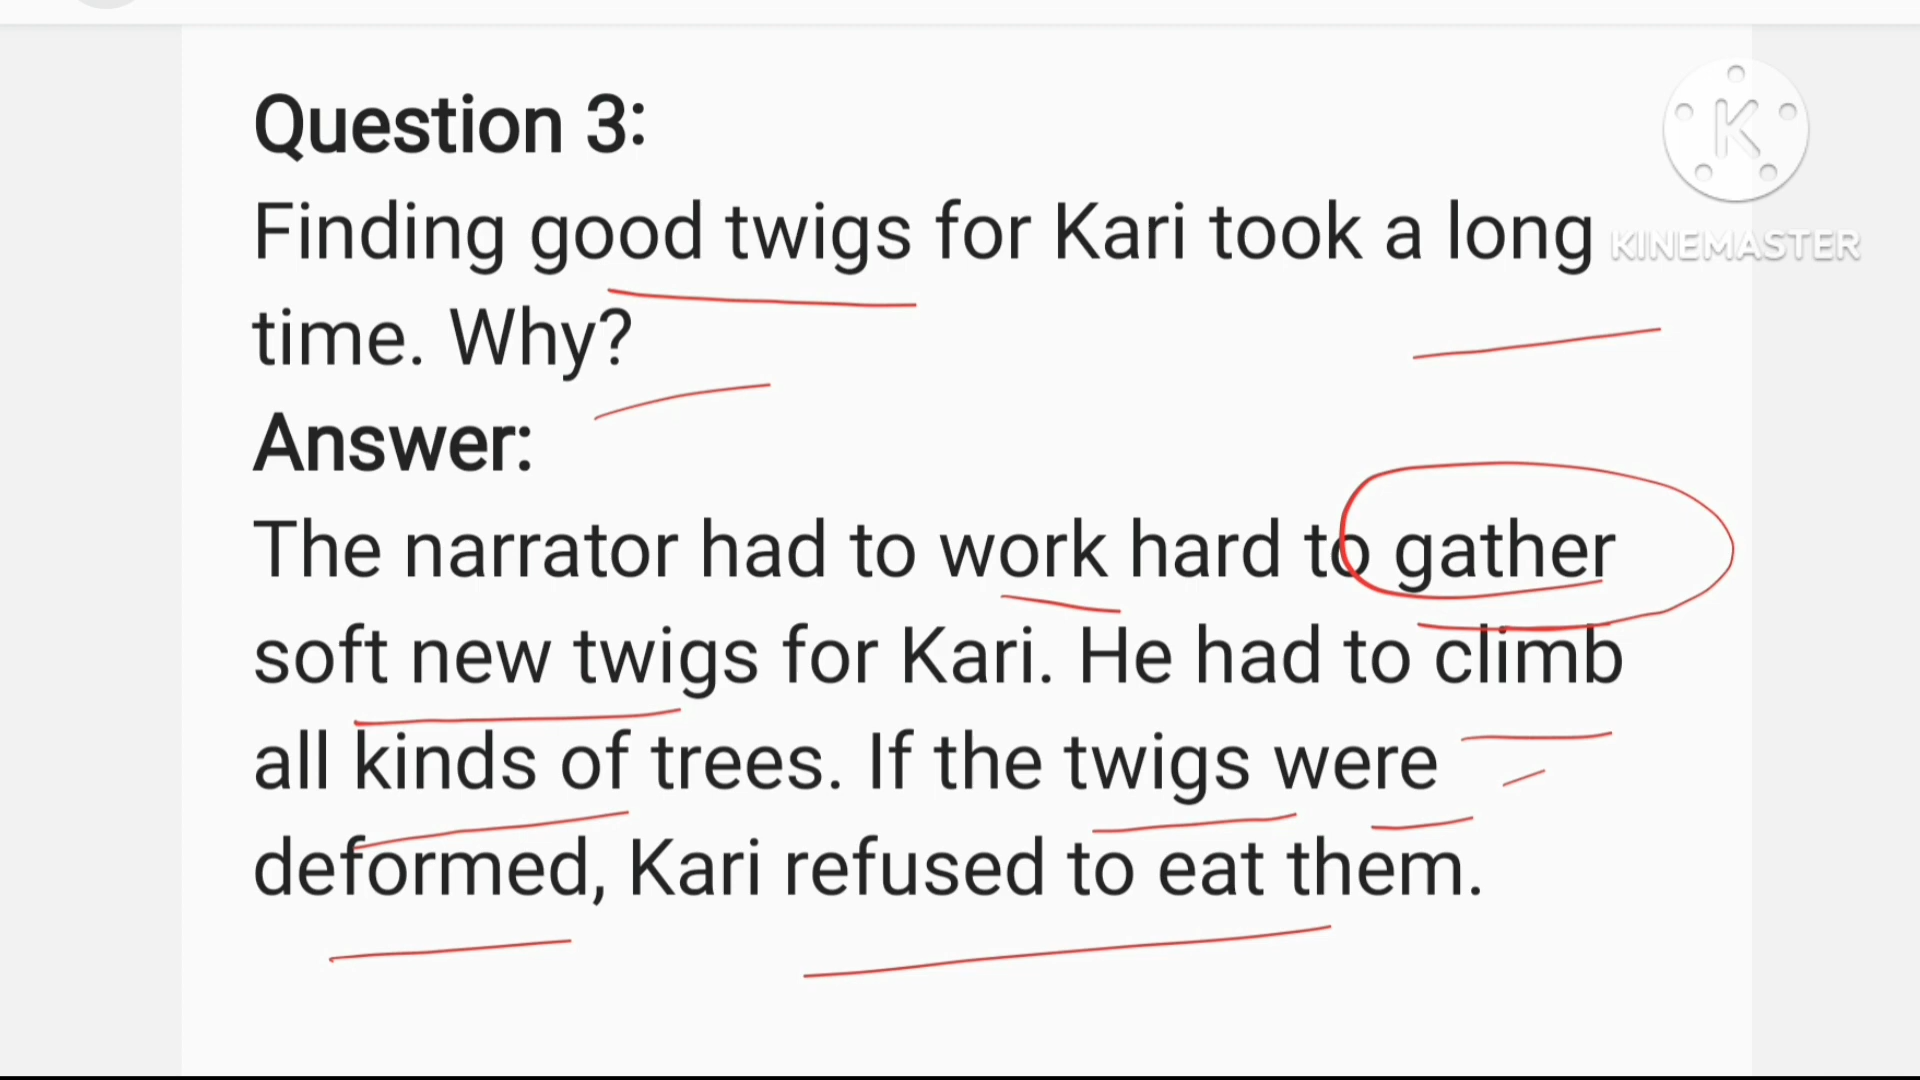 Question 3:
Finding good twigs for Kari took a long
time. Why?
Answer:
The narrator had to work hard to gather
soft new twigs for Kari. He had to climb
all kinds of trees. If the twigs were
deformed, Kari refused to eat them.
K
KINEMASTER